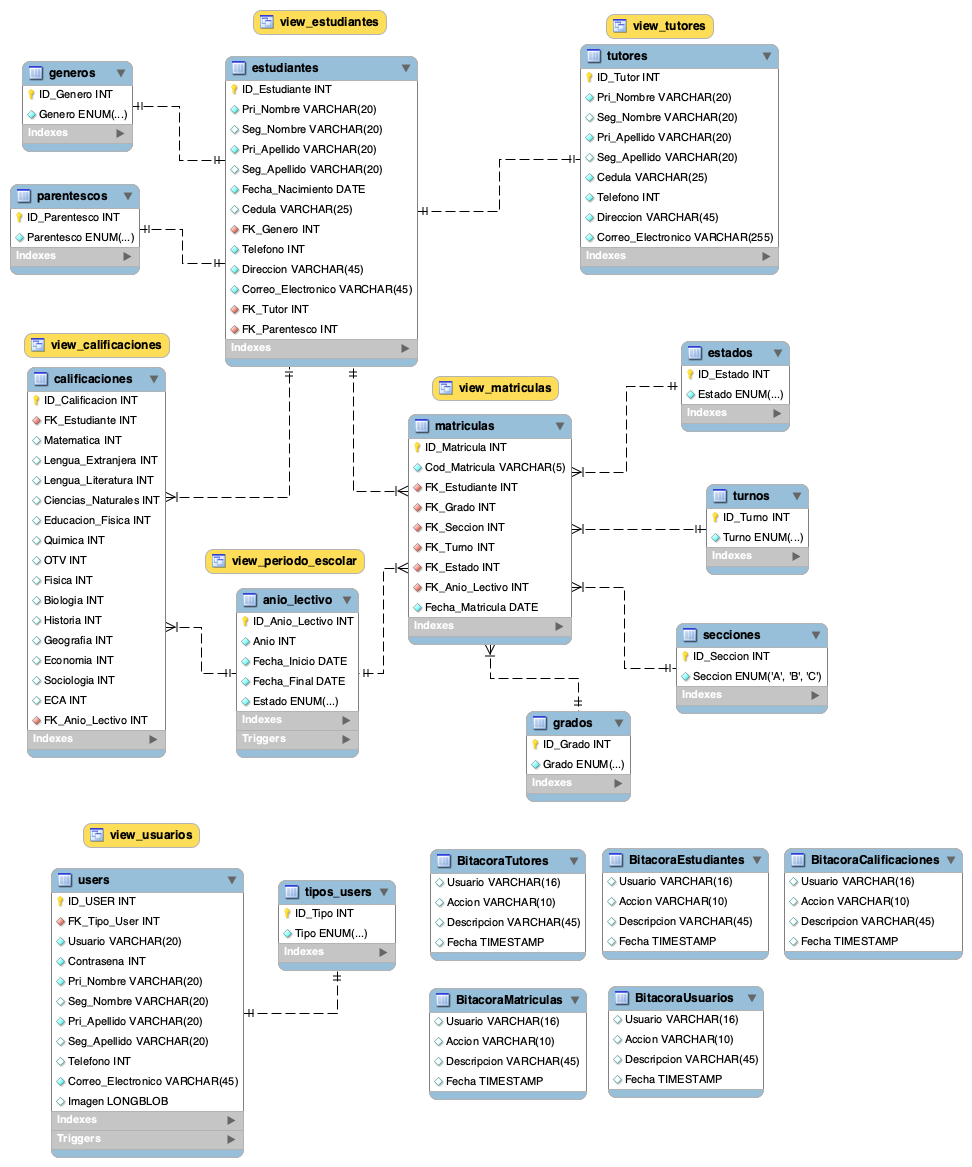 view_estudiantes
view_tutores
generos
ID_Genero INT
Genero ENUM(...)
Indexes
parentescos
ID_Parentesco INT
Parentesco ENUM(...)
Indexes
estudiantes
ID_Estudiante INT
Pri_Nombre VARCHAR(20)
Seg_Nombre VARCHAR(20)
Pri_Apellido VARCHAR(20)
Seg_Apellido VARCHAR(20)
Fecha_Nacimiento DATE
Cedula VARCHAR(25)
FK_Genero INT
Telefono INT
Direccion VARCHAR(45)
Correo_Electronico VARCHAR(45)
FK_Tutor INT
FK_Parentesco INT
Indexes
tutores
ID_Tutor INT
Pri_Nombre VARCHAR(20)
Seg_Nombre VARCHAR(20)
Pri_Apellido VARCHAR(20)
Seg_Apellido VARCHAR(20)
Cedula VARCHAR(25)
Telefono INT
Direccion VARCHAR(45)
Correo_Electronico VARCHAR(255)
Indexes
view_calificaciones
calificaciones
ID_Calificacion INT
FK_Estudiante INT
Matematica INT
Lengua_Extranjera INT
Lengua_Literatura INT
Ciencias_Naturales INT
Educacion_Fisica INT
Quimica INT
OTV INT
Fisica INT
Biologia INT
Historia INT
Geografia INT
Economia INT
Sociologia INT
ECA INT
FK_Anio_Lectivo INT
Indexes
view_periodo_escolar
anio_lectivo
ID_Anio_Lectivo INT
Anio INT
Fecha_Inicio DATE
Fecha_Final DATE
Estado ENUM(...)
Indexes
Triggers
view_matriculas
matriculas
ID_Matricula INT
Cod_Matricula VARCHAR(5)
FK_Estudiante INT
FK_Grado INT
FK_Seccion INT
FK_Turno INT
FK_Estado INT
FK_Anio_Lectivo INT
Fecha_Matricula DATE
Indexes
estados
ID_Estado INT
Estado ENUM(...)
Indexes
turnos
ID_Turno INT
Turno ENUM(...)
Indexes
secciones
ID_Seccion INT
Seccion ENUM('A', 'B', 'C')
Indexes
grados
ID_Grado INT
Grado ENUM(...)
Indexes
view_usuarios
users
ID_USER INT
FK_Tipo_User INT
Usuario VARCHAR(20)
Contrasena INT
Pri_Nombre VARCHAR(20)
Seg_Nombre VARCHAR(20)
Pri_Apellido VARCHAR(20)
Seg_Apellido VARCHAR(20)
Telefono INT
Correo_Electronico VARCHAR(45)
Imagen LONGBLOB
Indexes
Triggers
tipos_users
ID_Tipo INT
Tipo ENUM(...)
Indexes
BitacoraTutores
Usuario VARCHAR(16)
Accion VARCHAR(10)
Descripcion VARCHAR(45)
Fecha TIMESTAMP
BitacoraEstudiantes
Usuario VARCHAR(16)
Accion VARCHAR(10)
Descripcion VARCHAR(45)
Fecha TIMESTAMP
BitacoraCalificaciones
Usuario VARCHAR(16)
Accion VARCHAR(10)
Descripcion VARCHAR(45)
Fecha TIMESTAMP
BitacoraMatriculas
Usuario VARCHAR(16)
Accion VARCHAR(10)
Descripcion VARCHAR(45)
Fecha TIMESTAMP
BitacoraUsuarios
Usuario VARCHAR(16)
Accion VARCHAR(10)
Descripcion VARCHAR(45)
Fecha TIMESTAMP